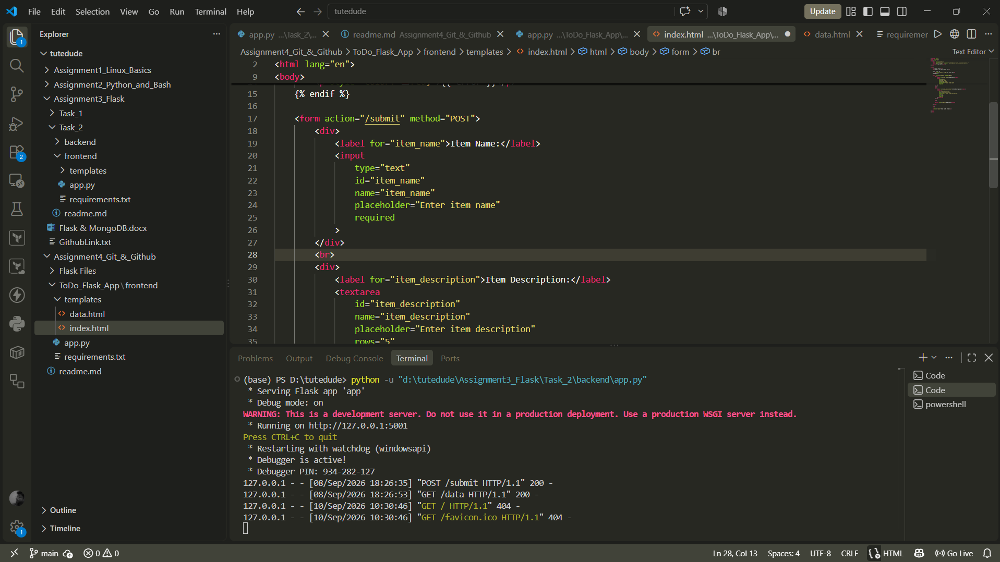 File Edit Selection View Go Run Terminal Help
tutedude
Update
Explorer
tutedude
Assignment1_Linux_Basics
Assignment2_Python_and_Bash
Assignment3_Flask
Task_1
Task_2
backend
frontend
templates
app.py
requirements.txt
readme.md
Flask & MongoDB.docx
GithubLink.txt
Assignment4_Git_&_Github
Flask Files
ToDo_Flask_App\frontend
templates
data.html
index.html
app.py
requirements.txt
readme.md
Outline
Timeline
1
2
1
app.py ...\Task_2\...
readme.md Assignment4_Git_&_Github
app.py ...\ToDo_Flask_App\...
index.html ...\ToDo_Flask_App\...
data.html
requiremer
Assignment4_Git_&_Github > ToDo_Flask_App > frontend > templates > index.html > html > body > form > br
Text Editor
2 <html lang="en">
9 <body>
15 {% endif %}
16
17 <form action="/submit" method="POST">
18 <div>
19 <label for="item_name">Item Name:</label>
20 <input
21 type="text"
22 id="item_name"
23 name="item_name"
24 placeholder="Enter item name"
25 required
26 >
27 </div>
28 <br>
29 <div>
30 <label for="item_description">Item Description:</label>
31 <textarea
32 id="item_description"
33 name="item_description"
34 placeholder="Enter item description"
35 rows="5"
Problems Output Debug Console Terminal Ports
(base) PS D:\tutedude> python -u "d:\tutedude\Assignment3_Flask\Task_2\backend\app.py"
* Serving Flask app 'app'
* Debug mode: on
WARNING: This is a development server. Do not use it in a production deployment. Use a production WSGI server instead.
* Running on http://127.0.0.1:5001
Press CTRL+C to quit
* Restarting with watchdog (windowsapi)
* Debugger is active!
* Debugger PIN: 934-282-127
127.0.0.1 - - [08/Sep/2026 18:26:35] "POST /submit HTTP/1.1" 200 -
127.0.0.1 - - [08/Sep/2026 18:26:53] "GET /data HTTP/1.1" 200 -
127.0.0.1 - - [10/Sep/2026 10:30:46] "GET / HTTP/1.1" 404 -
127.0.0.1 - - [10/Sep/2026 10:30:46] "GET /favicon.ico HTTP/1.1" 404 -
Code
Code
powershell
main 0 0
Ln 28, Col 13 Spaces: 4 UTF-8 CRLF HTML Go Live